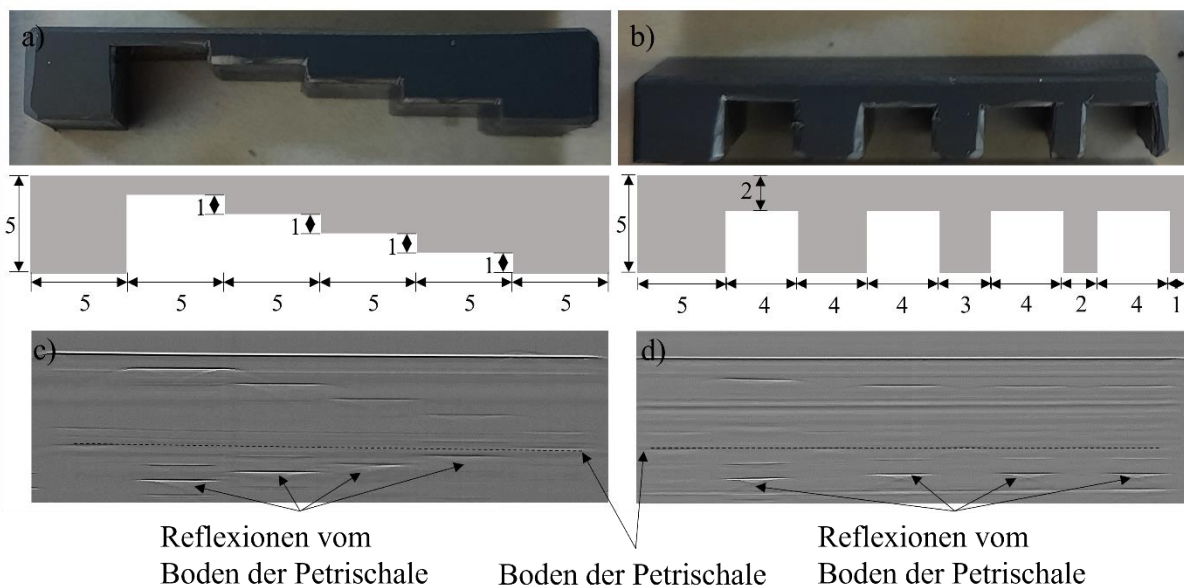 a)
b)
5
1
1
1
1
5 5 5 5 5 5
5
2
5 4 4 4 3 4 2 4 1
c)
d)
Reflexionen vom
Boden der Petrischale
Boden der Petrischale
Reflexionen vom
Boden der Petrischale